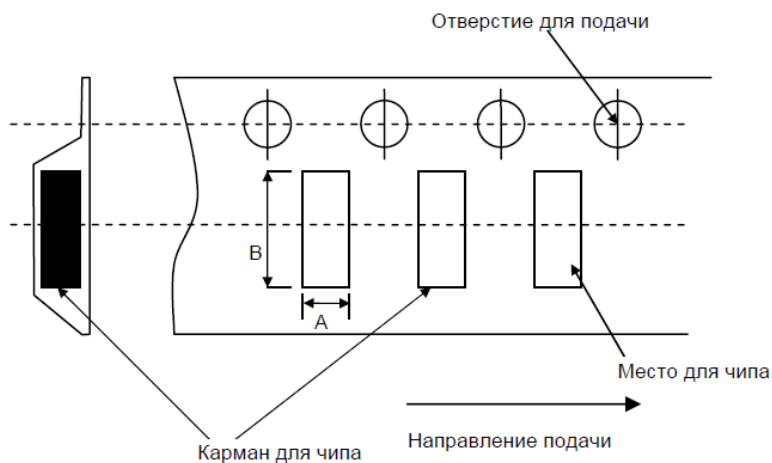 Отверстие для подачи
B
A
Место для чипа
Направление подачи
Карман для чипа